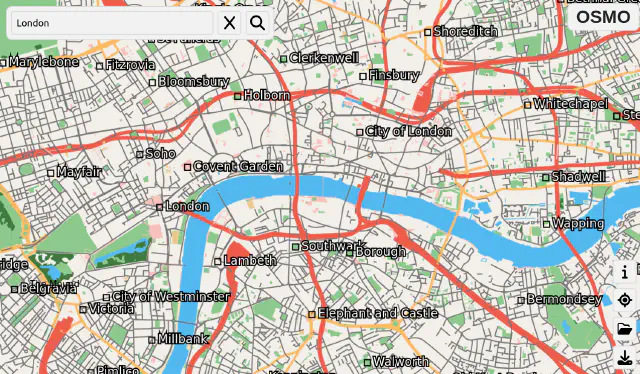 London
OSMO
Shoreditch
Clerkenwell
Marylebone
Fitzrovia
Finsbury
Bloomsbury
Holborn
Whitechapel
City of London
Soho
Covent Garden
Mayfair
Shadwell
London
Wapping
Southwark
Borough
Lambeth
Belgravia
City of Westminster
Bermondsey
Victoria
Elephant and Castle
Millbank
Walworth
Pimlico